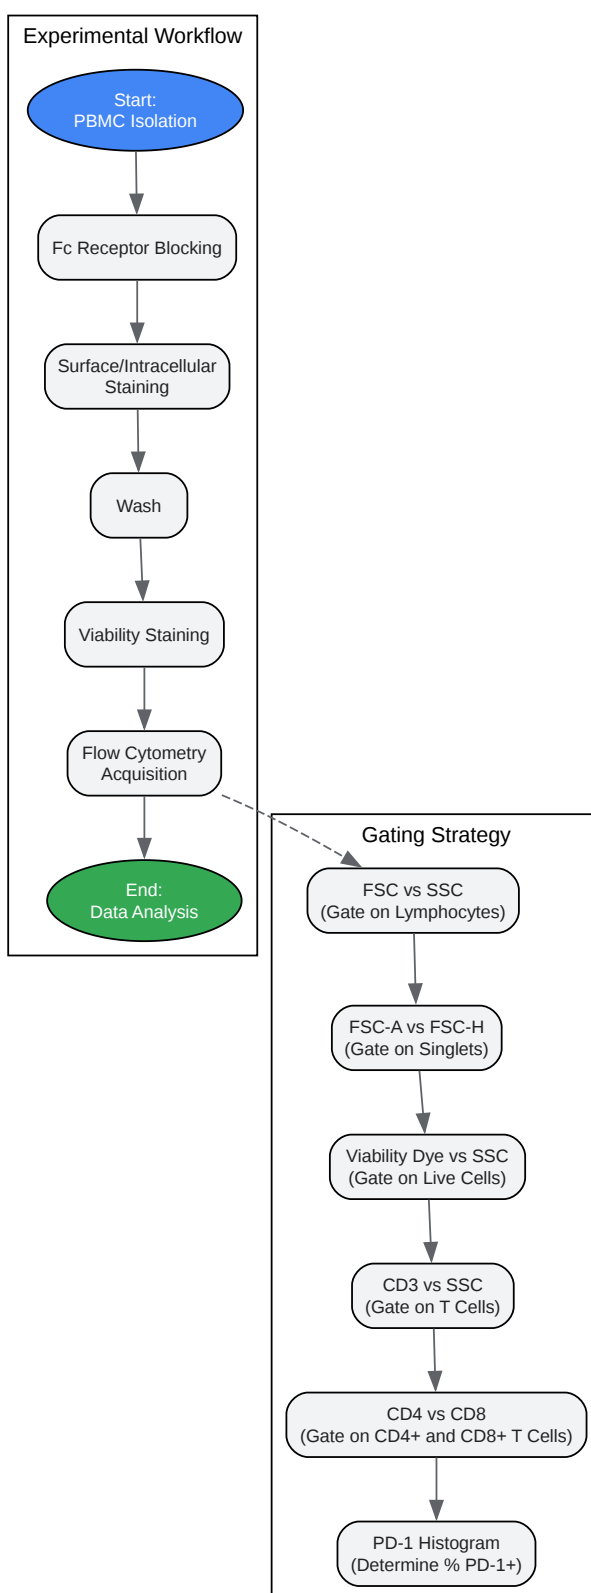 Experimental Workflow
Start:
PBMC Isolation
Fc Receptor Blocking
Surface/Intracellular
Staining
Wash
Viability Staining
Flow Cytometry
Acquisition
End:
Data Analysis
Gating Strategy
FSC vs SSC
(Gate on Lymphocytes)
FSC-A vs FSC-H
(Gate on Singlets)
Viability Dye vs SSC
(Gate on Live Cells)
CD3 vs SSC
(Gate on T Cells)
CD4 vs CD8
(Gate on CD4+ and CD8+ T Cells)
PD-1 Histogram
(Determine % PD-1+)